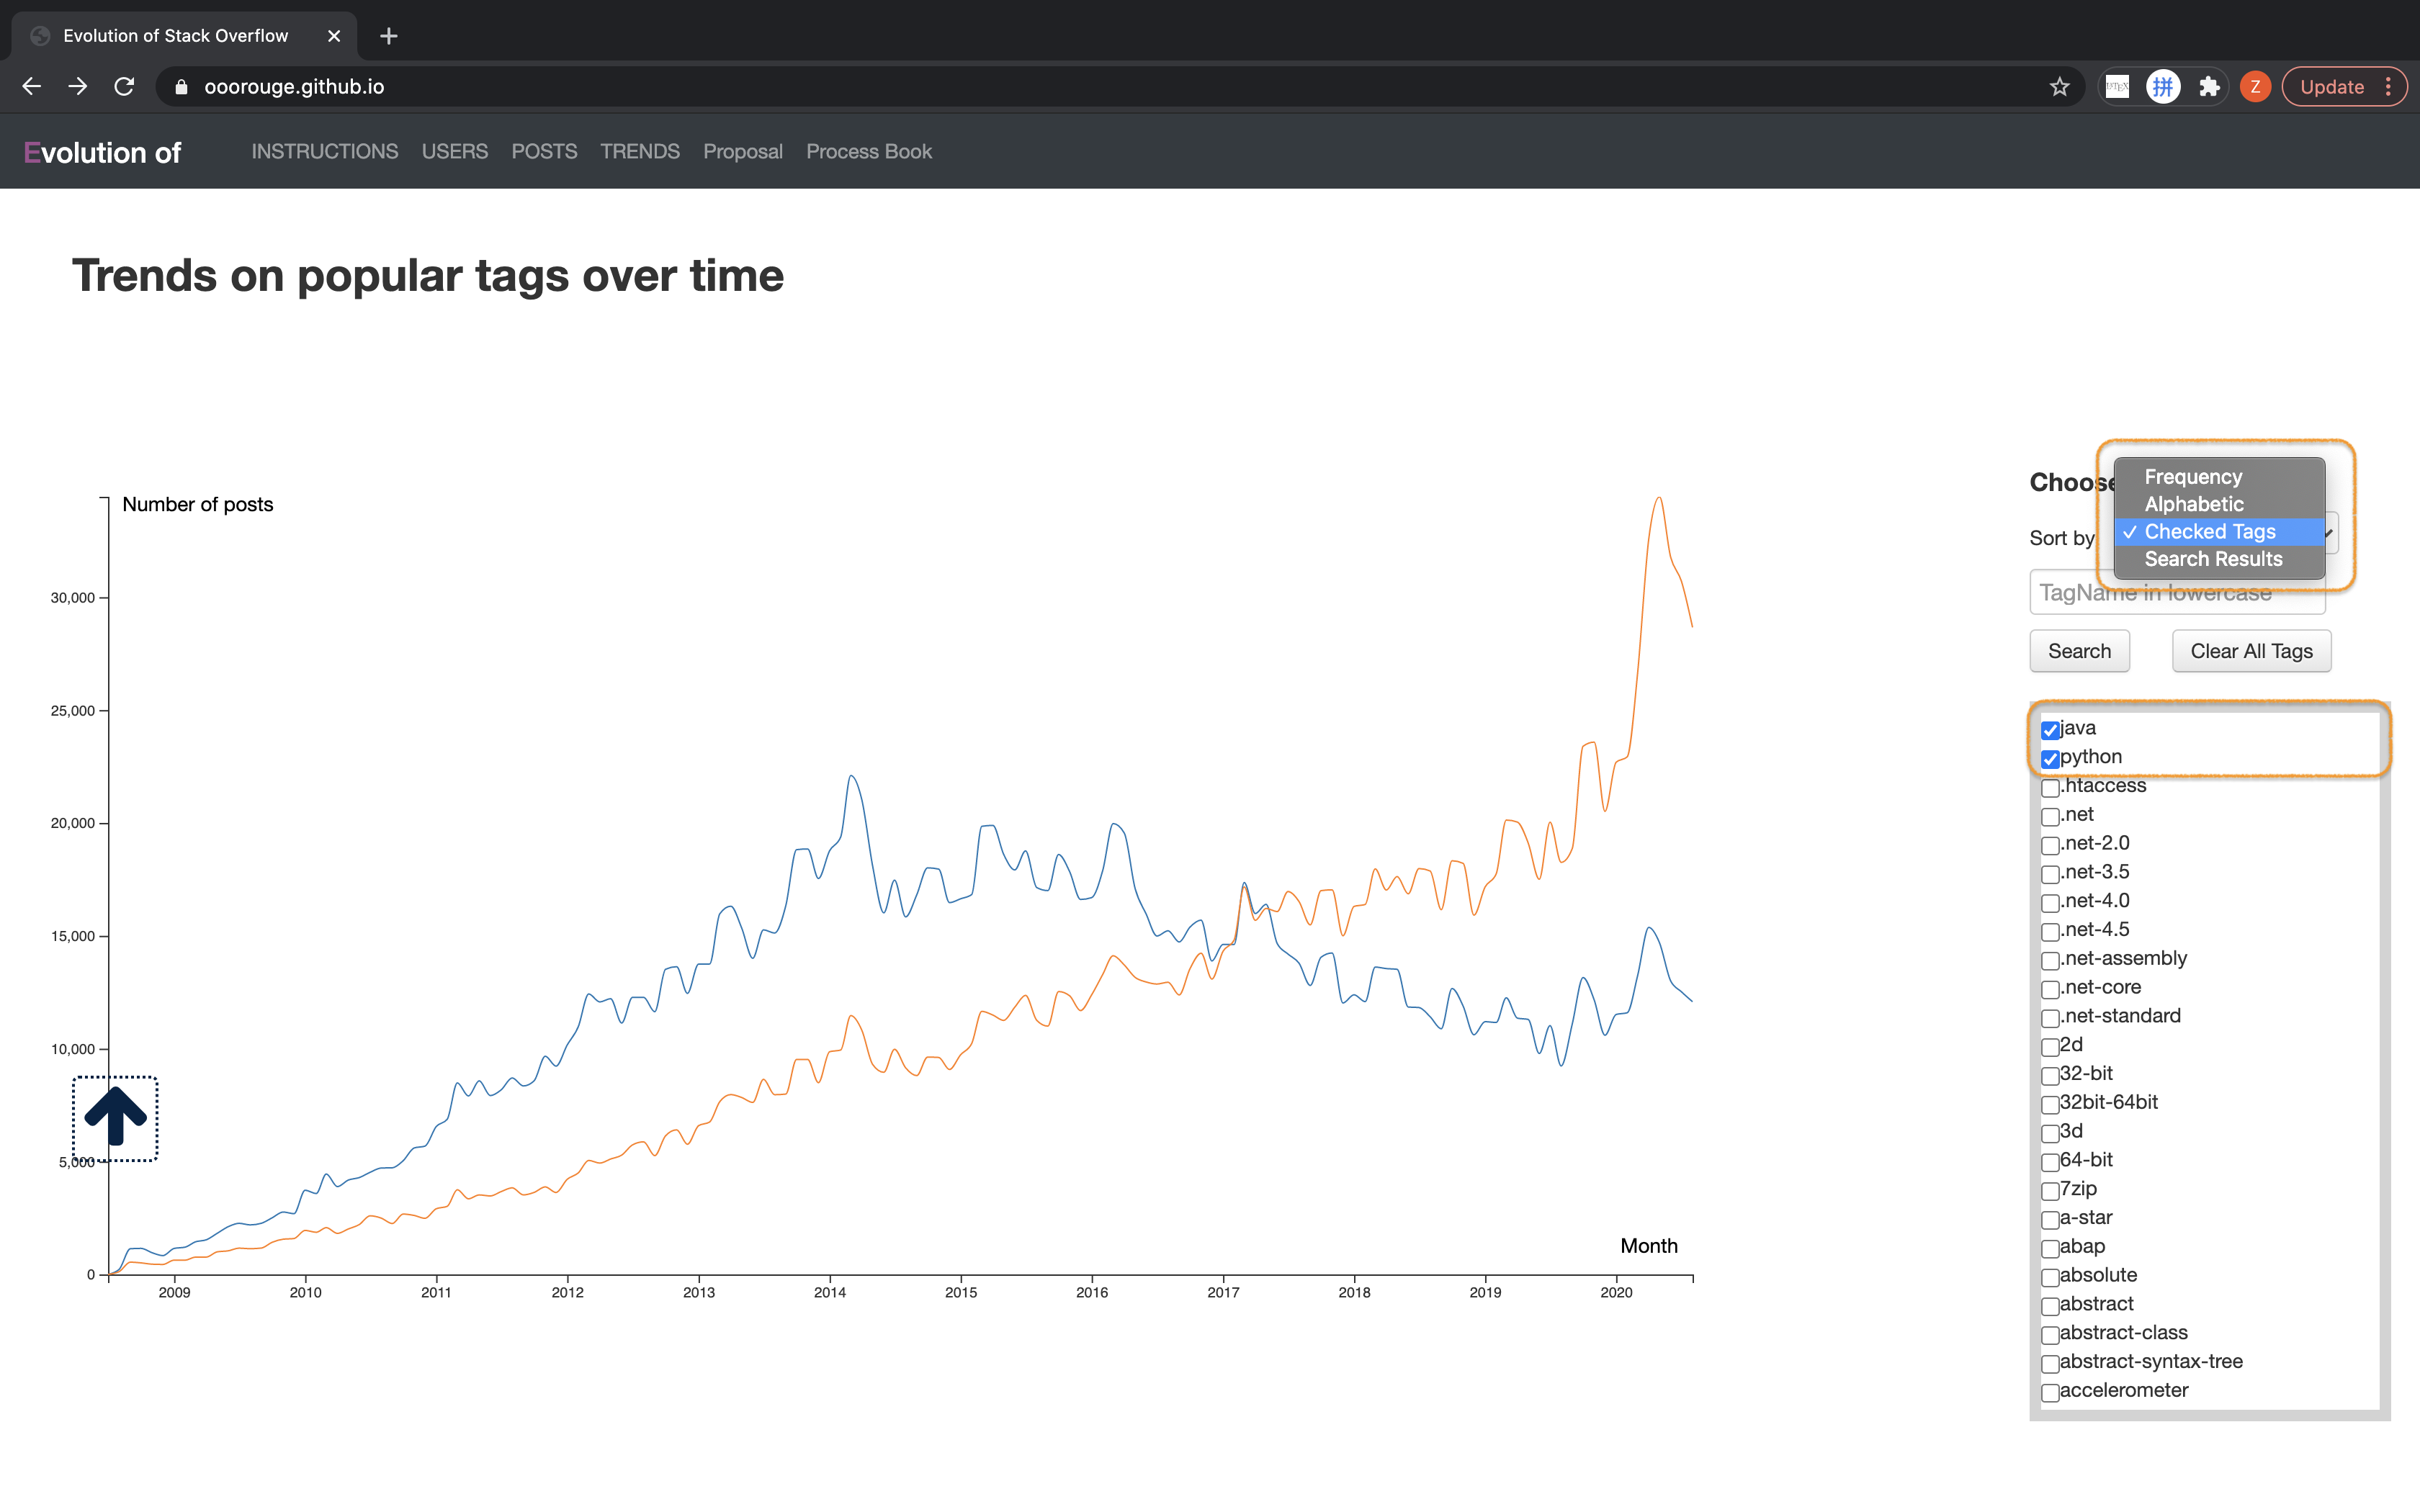 Evolution of Stack Overflow
ooorouge.github.io
拼
Z
Update
Evolution of
INSTRUCTIONS USERS POSTS TRENDS Proposal Process Book
Trends on popular tags over time
Choose
Frequency
Alphabetic
Sort by
✓ Checked Tags
Search Results
TagName in lowercase
Search
Clear All Tags
Number of posts
30,000
25,000
20,000
15,000
10,000
5,000
0
2009 2010 2011 2012 2013 2014 2015 2016 2017 2018 2019 2020
Month
java
python
.htaccess
.net
.net-2.0
.net-3.5
.net-4.0
.net-4.5
.net-assembly
.net-core
.net-standard
2d
32-bit
32bit-64bit
3d
64-bit
7zip
a-star
abap
absolute
abstract
abstract-class
abstract-syntax-tree
accelerometer